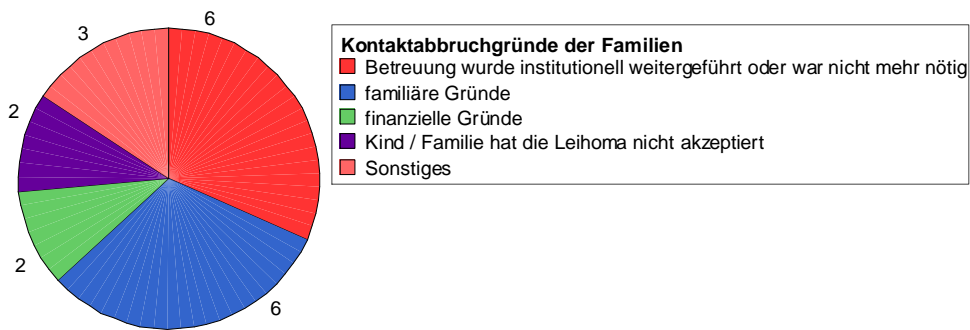 6
3
2
2
6
Kontaktabbruchgründe der Familien
Betreuung wurde institutionell weitergeführt oder war nicht mehr nötig
familiäre Gründe
finanzielle Gründe
Kind / Familie hat die Leihoma nicht akzeptiert
Sonstiges